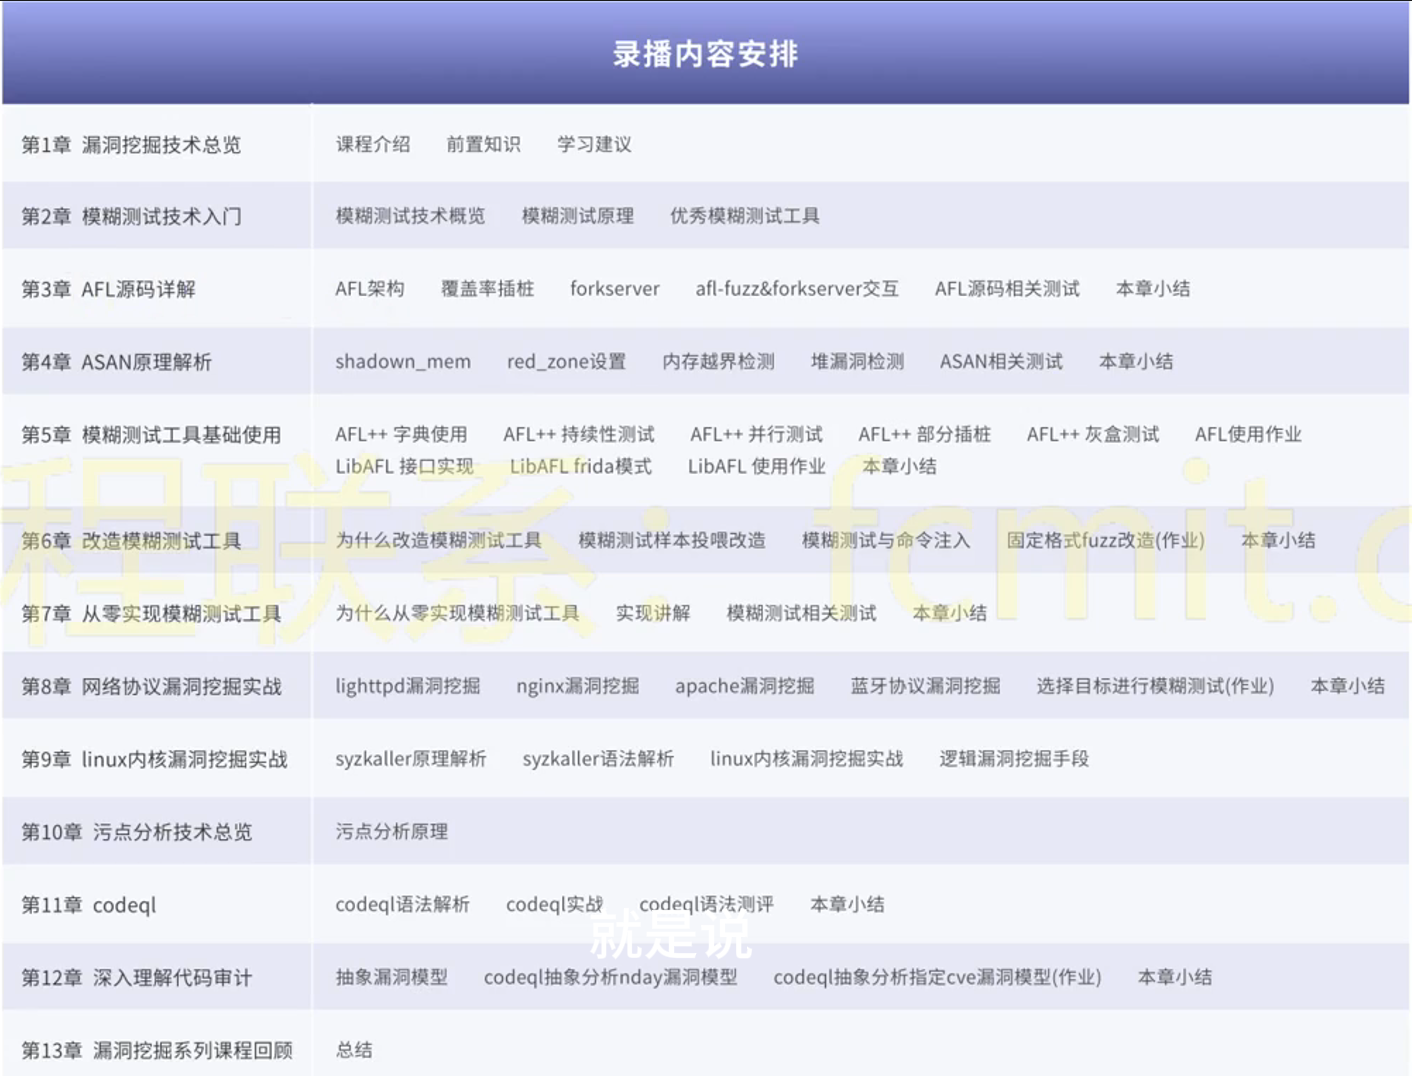 录播内容安排
第1章 漏洞挖掘技术总览 课程介绍 前置知识 学习建议
第2章 模糊测试技术入门 模糊测试技术概览 模糊测试原理 优秀模糊测试工具
第3章 AFL源码详解 AFL架构 覆盖率插桩 forkserver afl-fuzz&forkserver交互 AFL源码相关测试 本章小结
第4章 ASAN原理解析 shadown_mem red_zone设置 内存越界检测 堆漏洞检测 ASAN相关测试 本章小结
第5章 模糊测试工具基础使用 AFL++ 字典使用 AFL++ 持续性测试 AFL++ 并行测试 AFL++ 部分插桩 AFL++ 灰盒测试 AFL使用作业
LibAFL 接口实现 LibAFL frida模式 LibAFL 使用作业 本章小结
程联系：fcmit.c
第6章 改造模糊测试工具 为什么改造模糊测试工具 模糊测试样本投喂改造 模糊测试与命令注入 固定格式fuzz改造(作业) 本章小结
第7章 从零实现模糊测试工具 为什么从零实现模糊测试工具 实现讲解 模糊测试相关测试 本章小结
第8章 网络协议漏洞挖掘实战 lighttpd漏洞挖掘 nginx漏洞挖掘 apache漏洞挖掘 蓝牙协议漏洞挖掘 选择目标进行模糊测试(作业) 本章小结
第9章 linux内核漏洞挖掘实战 syzkaller原理解析 syzkaller语法解析 linux内核漏洞挖掘实战 逻辑漏洞挖掘手段
第10章 污点分析技术总览 污点分析原理
第11章 codeql codeql语法解析 codeql实战 codeql语法测评 本章小结
就是说
第12章 深入理解代码审计 抽象漏洞模型 codeql抽象分析nday漏洞模型 codeql抽象分析指定cve漏洞模型(作业) 本章小结
第13章 漏洞挖掘系列课程回顾 总结